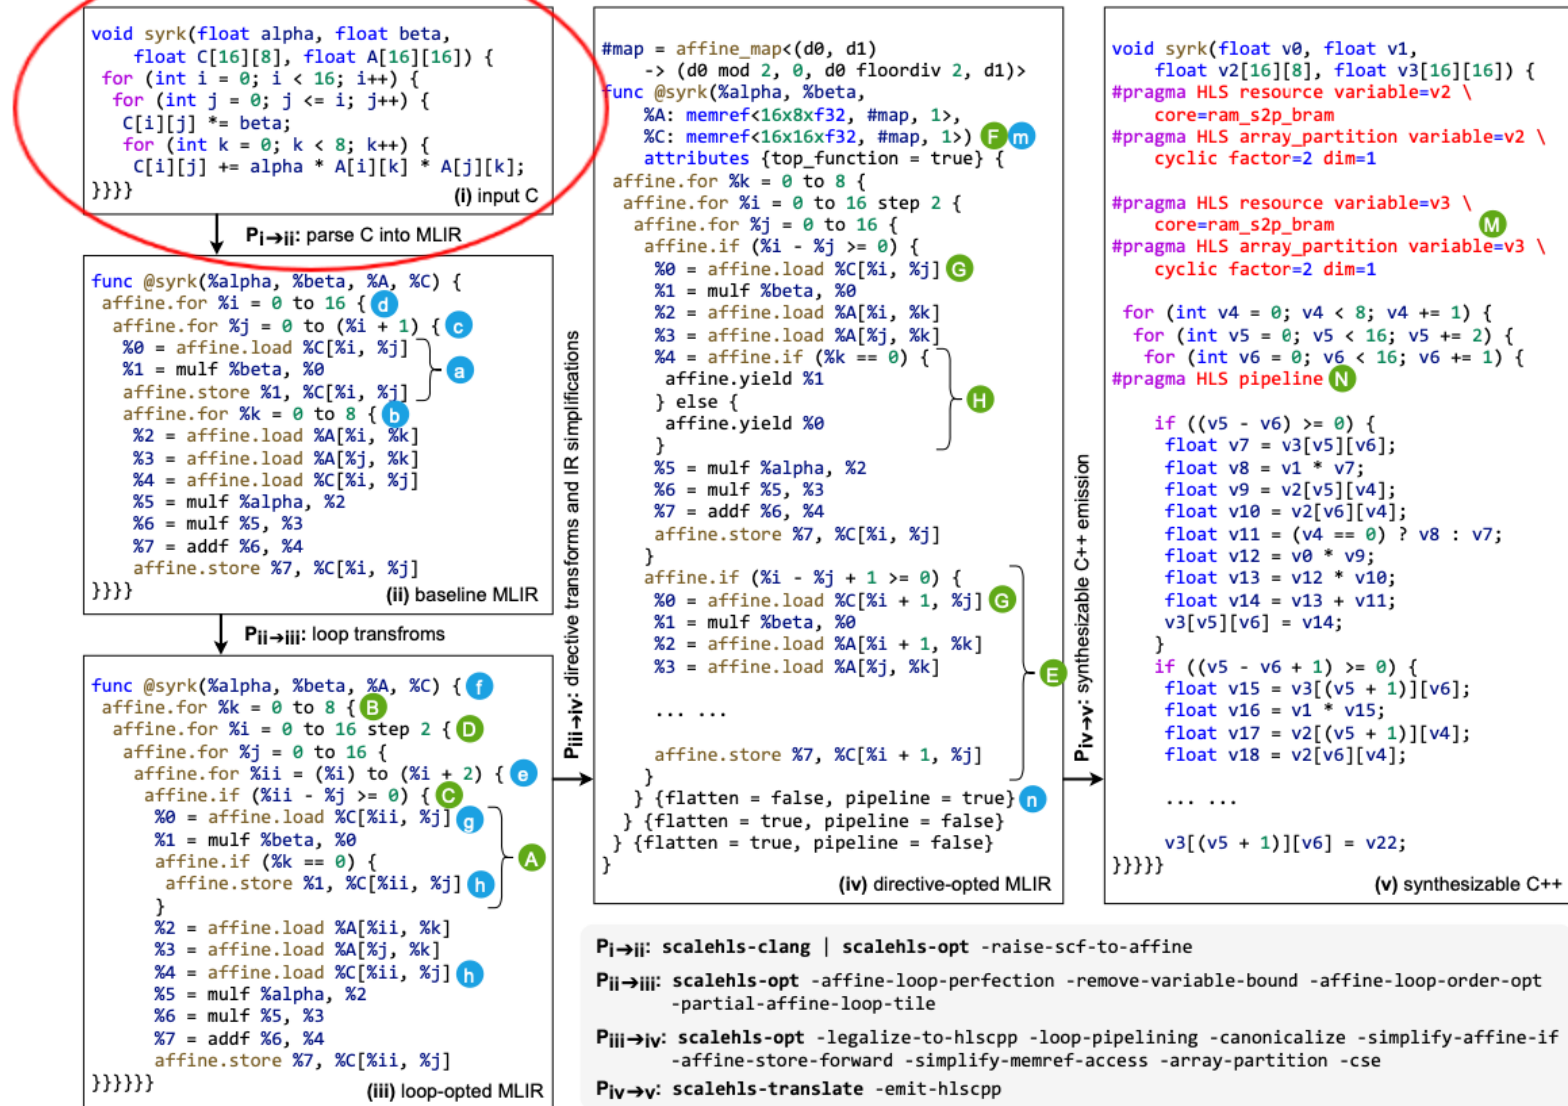 void syrk(float alpha, float beta,
float C[16][8], float A[16][16]) {
for (int i = 0; i < 16; i++) {
for (int j = 0; j <= i; j++) {
C[i][j] *= beta;
for (int k = 0; k < 8; k++) {
C[i][j] += alpha * A[i][k] * A[j][k];
}}}}
(i) input C
Pi→ii: parse C into MLIR
func @syrk(%alpha, %beta, %A, %C) {
affine.for %i = 0 to 16 { d
affine.for %j = 0 to (%i + 1) { c
%0 = affine.load %C[%i, %j]
%1 = mulf %beta, %0 a
affine.store %1, %C[%i, %j]
affine.for %k = 0 to 8 { b
%2 = affine.load %A[%i, %k]
%3 = affine.load %A[%j, %k]
%4 = affine.load %C[%i, %j]
%5 = mulf %alpha, %2
%6 = mulf %5, %3
%7 = addf %6, %4
affine.store %7, %C[%i, %j]
}}}}
(ii) baseline MLIR
Pii→iii: loop transfroms
func @syrk(%alpha, %beta, %A, %C) { f
affine.for %k = 0 to 8 { B
affine.for %i = 0 to 16 step 2 { D
affine.for %j = 0 to 16 {
affine.for %ii = (%i) to (%i + 2) { e
affine.if (%ii - %j >= 0) { C
%0 = affine.load %C[%ii, %j] g
%1 = mulf %beta, %0
affine.if (%k == 0) { A
affine.store %1, %C[%ii, %j] h
}
%2 = affine.load %A[%ii, %k]
%3 = affine.load %A[%j, %k]
%4 = affine.load %C[%ii, %j] h
%5 = mulf %alpha, %2
%6 = mulf %5, %3
%7 = addf %6, %4
affine.store %7, %C[%ii, %j]
}}}}}}
(iii) loop-opted MLIR
Piii→iv: directive transforms and IR simplifications
#map = affine_map<(d0, d1)
-> (d0 mod 2, 0, d0 floordiv 2, d1)>
func @syrk(%alpha, %beta,
%A: memref<16x8xf32, #map, 1>,
%C: memref<16x16xf32, #map, 1>) F m
attributes {top_function = true} {
affine.for %k = 0 to 8 {
affine.for %i = 0 to 16 step 2 {
affine.for %j = 0 to 16 {
affine.if (%i - %j >= 0) {
%0 = affine.load %C[%i, %j] G
%1 = mulf %beta, %0
%2 = affine.load %A[%i, %k]
%3 = affine.load %A[%j, %k]
%4 = affine.if (%k == 0) {
affine.yield %1
} else { H
affine.yield %0
}
%5 = mulf %alpha, %2
%6 = mulf %5, %3
%7 = addf %6, %4
affine.store %7, %C[%i, %j]
}
affine.if (%i - %j + 1 >= 0) {
%0 = affine.load %C[%i + 1, %j] G
%1 = mulf %beta, %0
%2 = affine.load %A[%i + 1, %k]
%3 = affine.load %A[%j, %k] E
... ...
affine.store %7, %C[%i + 1, %j]
}
} {flatten = false, pipeline = true} n
} {flatten = true, pipeline = false}
} {flatten = true, pipeline = false}
}
(iv) directive-opted MLIR
Piv→v: synthesizable C++ emission
void syrk(float v0, float v1,
float v2[16][8], float v3[16][16]) {
#pragma HLS resource variable=v2 \
core=ram_s2p_bram
#pragma HLS array_partition variable=v2 \
cyclic factor=2 dim=1
#pragma HLS resource variable=v3 \
core=ram_s2p_bram M
#pragma HLS array_partition variable=v3 \
cyclic factor=2 dim=1
for (int v4 = 0; v4 < 8; v4 += 1) {
for (int v5 = 0; v5 < 16; v5 += 2) {
for (int v6 = 0; v6 < 16; v6 += 1) {
#pragma HLS pipeline N
if ((v5 - v6) >= 0) {
float v7 = v3[v5][v6];
float v8 = v1 * v7;
float v9 = v2[v5][v4];
float v10 = v2[v6][v4];
float v11 = (v4 == 0) ? v8 : v7;
float v12 = v0 * v9;
float v13 = v12 * v10;
float v14 = v13 + v11;
v3[v5][v6] = v14;
}
if ((v5 - v6 + 1) >= 0) {
float v15 = v3[(v5 + 1)][v6];
float v16 = v1 * v15;
float v17 = v2[(v5 + 1)][v4];
float v18 = v2[v6][v4];
... ...
v3[(v5 + 1)][v6] = v22;
}}}}}
(v) synthesizable C++
Pi→ii: scalehls-clang | scalehls-opt -raise-scf-to-affine
Pii→iii: scalehls-opt -affine-loop-perfection -remove-variable-bound -affine-loop-order-opt
-partial-affine-loop-tile
Piii→iv: scalehls-opt -legalize-to-hlscpp -loop-pipelining -canonicalize -simplify-affine-if
-affine-store-forward -simplify-memref-access -array-partition -cse
Piv→v: scalehls-translate -emit-hlscpp